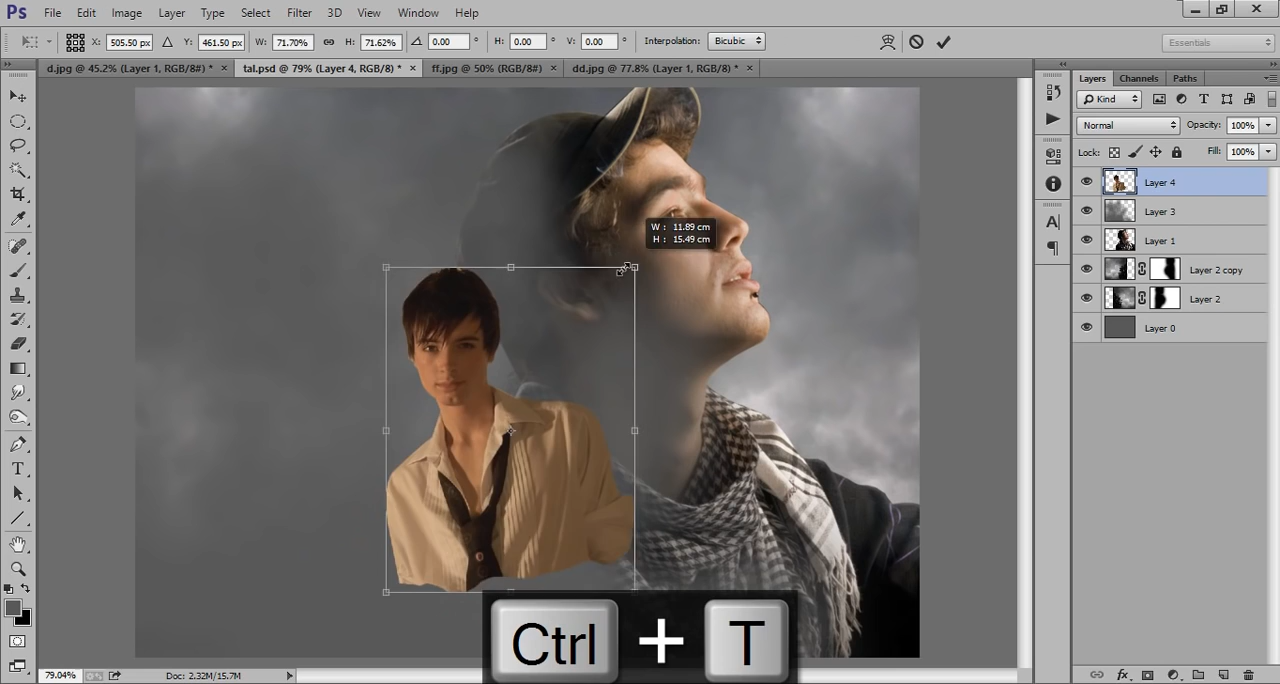 Ps File Edit Image Layer Type Select Filter 3D View Window Help
X: 505.50 px Y: 461.50 px W: 71.70% H: 71.62% 0.00 ° H: 0.00 ° V: 0.00 ° Interpolation: Bicubic Essentials
d.jpg @ 45.2% (Layer 1, RGB/8#) * × tal.psd @ 79% (Layer 4, RGB/8) * × ff.jpg @ 50% (RGB/8#) × dd.jpg @ 77.8% (Layer 1, RGB/8) * ×
Layers Channels Paths
Kind
Normal Opacity: 100%
Lock: Fill: 100%
Layer 4
Layer 3
Layer 1
Layer 2 copy
Layer 2
Layer 0
W : 11.89 cm
H : 15.49 cm
Ctrl + T
79.04% Doc: 2.32M/15.7M